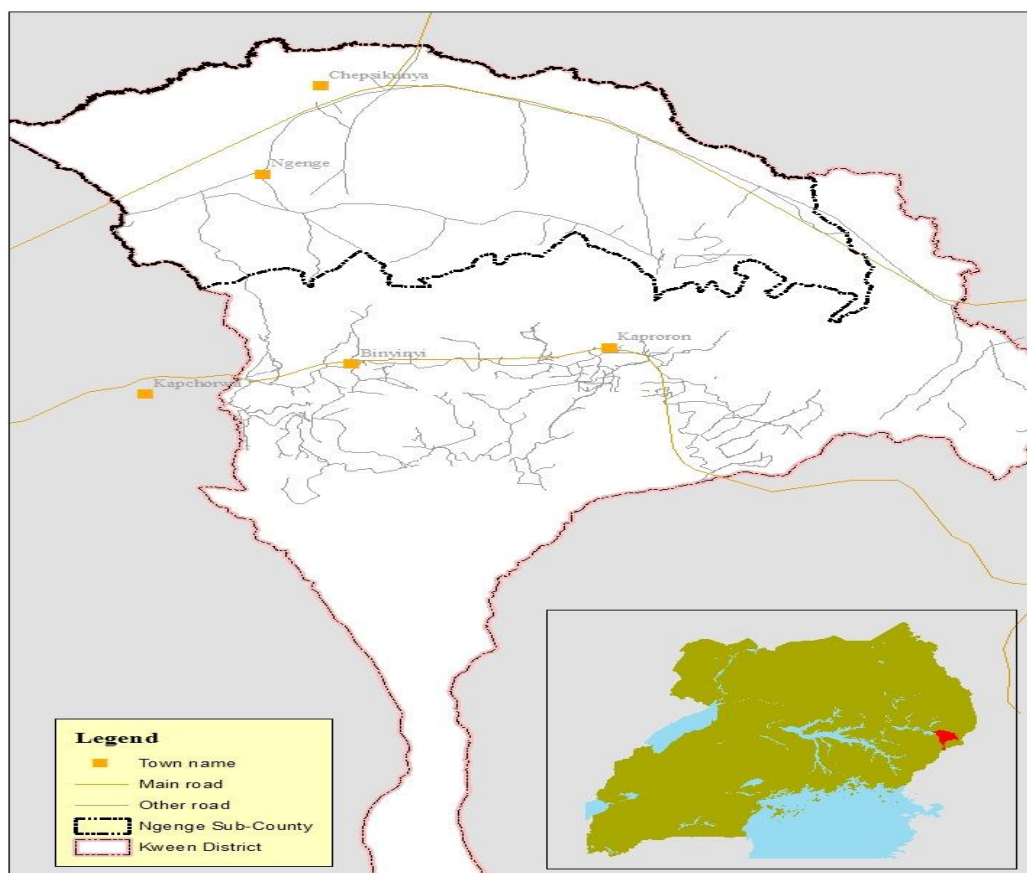 Chepsikunya
Ngenge
Kaproron
Binyinyi
Kapchorwa
Legend
Town name
Main road
Other road
Ngenge Sub-County
Kween District